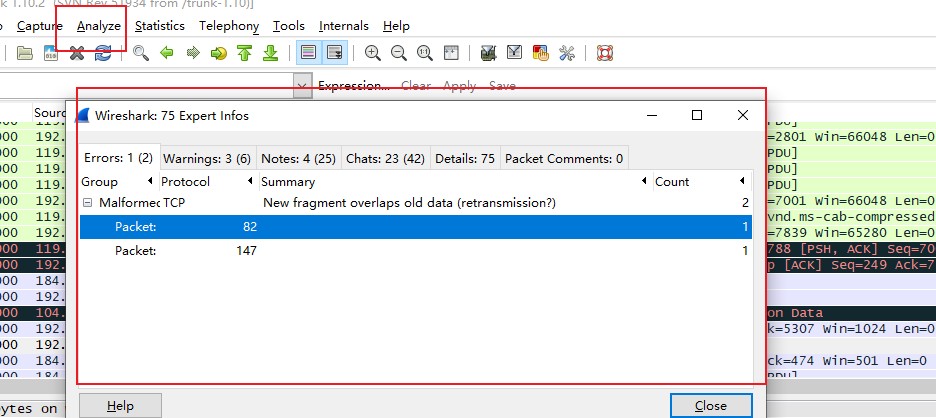 k 1.10.2 (SVN Rev 51934 from /trunk-1.10)]
Capture Analyze Statistics Telephony Tools Internals Help
Expression... Clear Apply Save
Sourc
Wireshark: 75 Expert Infos
Errors: 1 (2) Warnings: 3 (6) Notes: 4 (25) Chats: 23 (42) Details: 75 Packet Comments: 0
Group Protocol Summary Count
Malformed TCP New fragment overlaps old data (retransmission?) 2
Packet: 82 1
Packet: 147 1
Help Close
000 119.
000 192. =2801 Win=66048 Len=0
000 119. PDU]
000 119. PDU]
000 119. PDU]
000 192. =7001 Win=66048 Len=0
000 119. vnd.ms-cab-compressed
000 192. =7839 Win=65280 Len=0
000 119. 788 [PSH, ACK] Seq=70
000 192. p [ACK] Seq=249 Ack=7
000 184.
000 192.
000 104. on Data
000 192. k=5307 Win=1024 Len=0
000 192.
000 184. ck=474 Win=501 Len=0
000 184. PDU]
bytes on